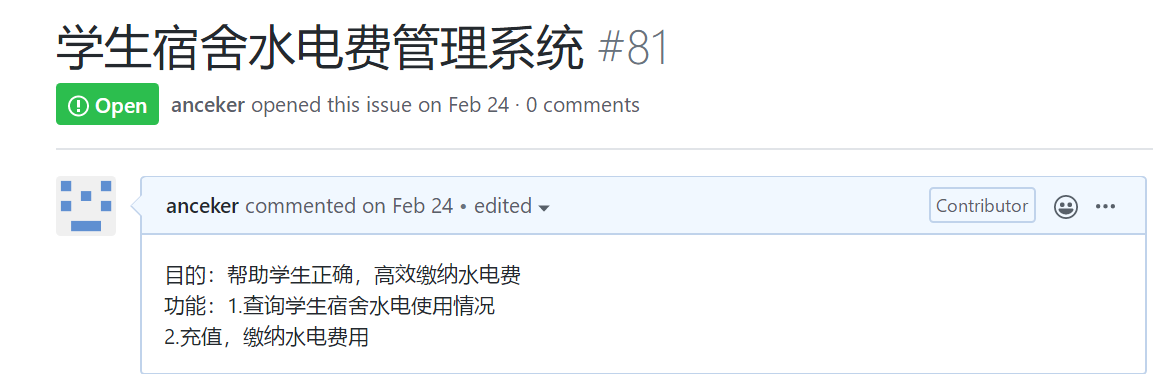 学生宿舍水电费管理系统 #81
Open anceker opened this issue on Feb 24 · 0 comments
anceker commented on Feb 24 • edited Contributor
目的：帮助学生正确，高效缴纳水电费
功能：1.查询学生宿舍水电使用情况
2.充值，缴纳水电费用